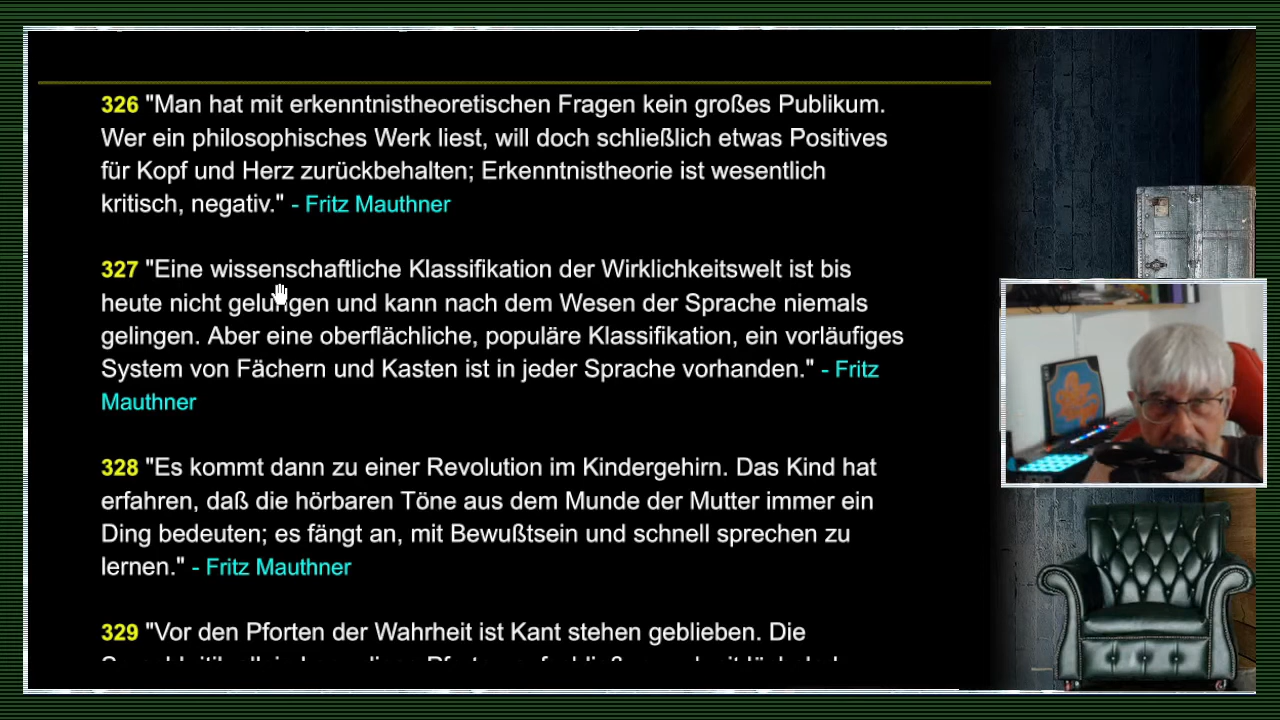 326 "Man hat mit erkenntnistheoretischen Fragen kein großes Publikum.
Wer ein philosophisches Werk liest, will doch schließlich etwas Positives
für Kopf und Herz zurückbehalten; Erkenntnistheorie ist wesentlich
kritisch, negativ." - Fritz Mauthner
327 "Eine wissenschaftliche Klassifikation der Wirklichkeitswelt ist bis
heute nicht gelungen und kann nach dem Wesen der Sprache niemals
gelingen. Aber eine oberflächliche, populäre Klassifikation, ein vorläufiges
System von Fächern und Kasten ist in jeder Sprache vorhanden." - Fritz
Mauthner
328 "Es kommt dann zu einer Revolution im Kindergehirn. Das Kind hat
erfahren, daß die hörbaren Töne aus dem Munde der Mutter immer ein
Ding bedeuten; es fängt an, mit Bewußtsein und schnell sprechen zu
lernen." - Fritz Mauthner
329 "Vor den Pforten der Wahrheit ist Kant stehen geblieben. Die